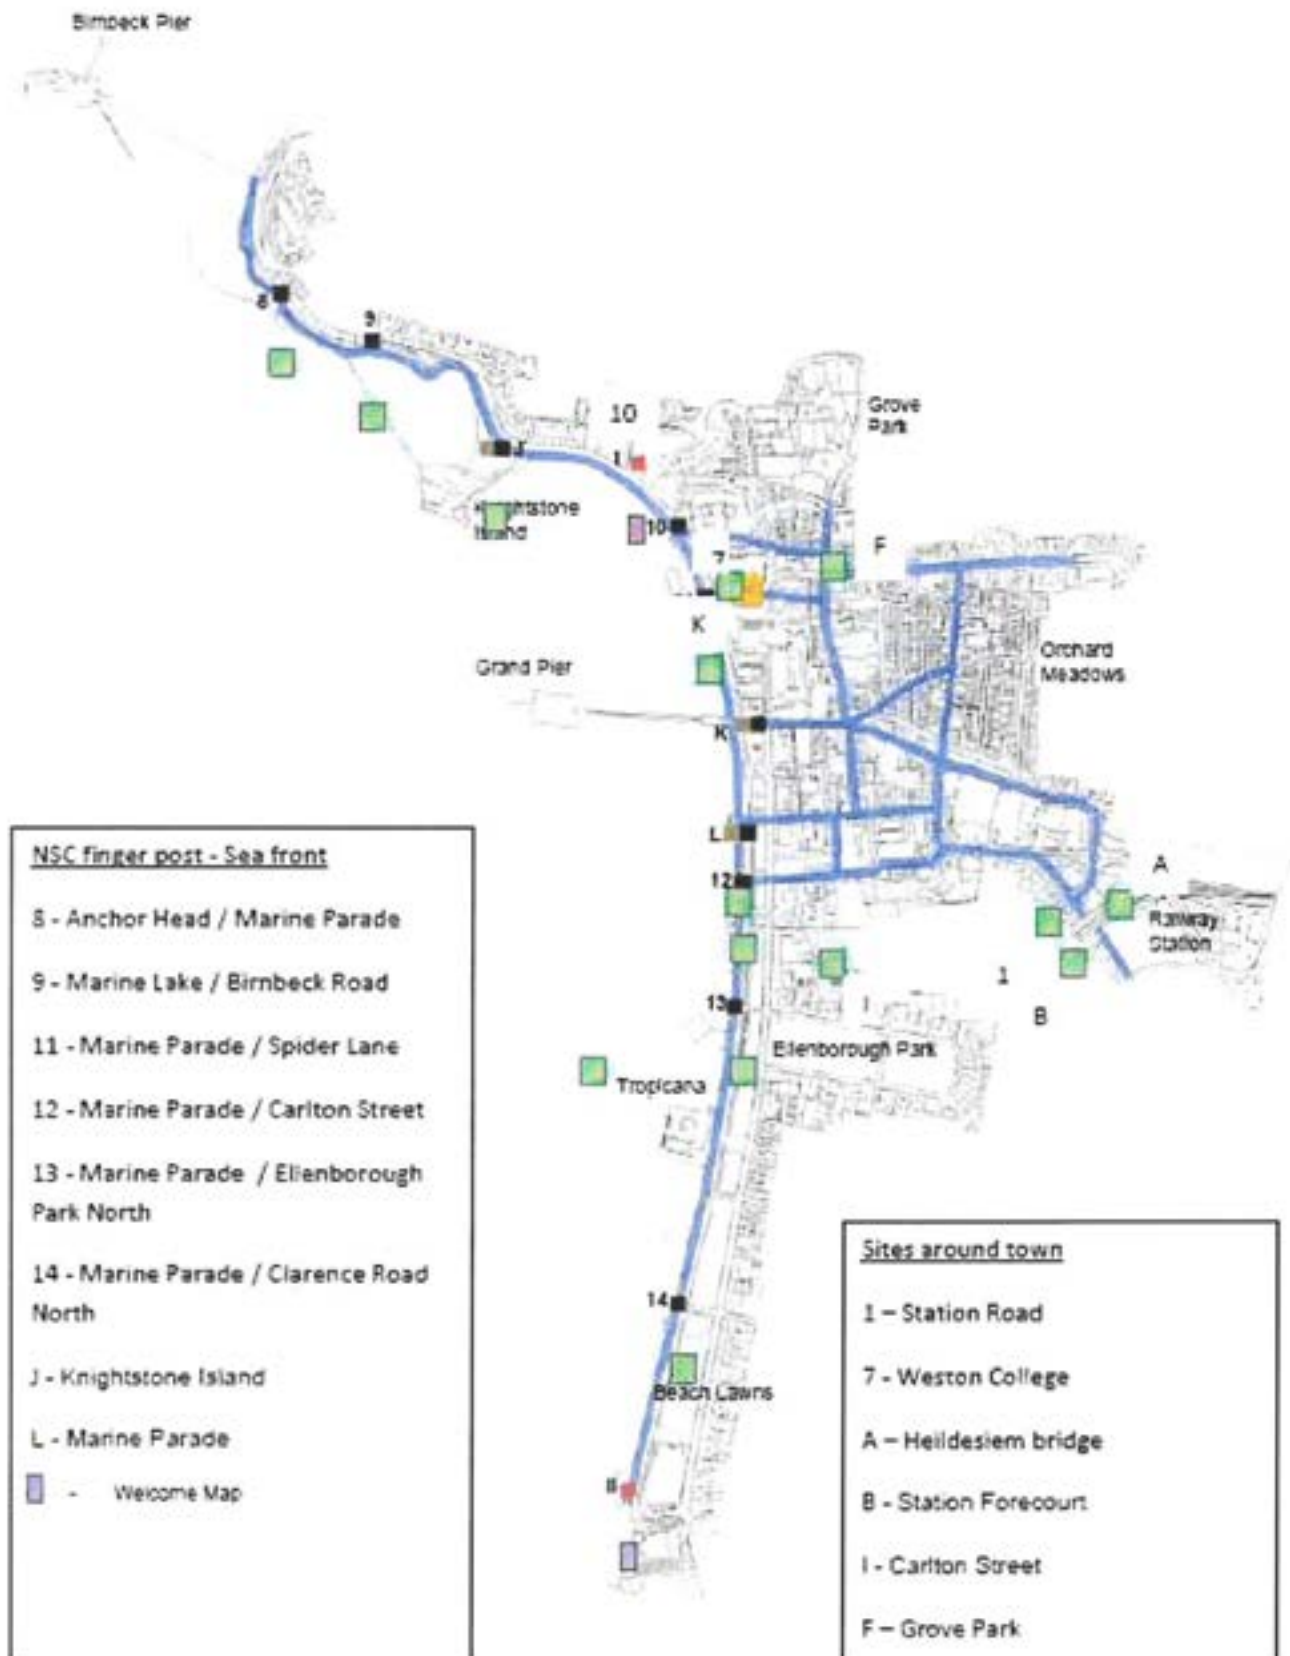 Birnbeck Pier
8
9
10
Grove
Park
J
I
Knightstone
Island
10
7
F
K
Orchard
Meadows
Grand Pier
K
L
12
A
Railway
Station
1
13
I
B
Ellenborough Park
Tropicana
14
Beach Lawns
II
NSC finger post - Sea front
8 - Anchor Head / Marine Parade
9 - Marine Lake / Birnbeck Road
11 - Marine Parade / Spider Lane
12 - Marine Parade / Carlton Street
13 - Marine Parade / Ellenborough
Park North
14 - Marine Parade / Clarence Road
North
J - Knightstone Island
L - Marine Parade
- Welcome Map
Sites around town
1 – Station Road
7 - Weston College
A – Heildesiem bridge
B - Station Forecourt
I - Carlton Street
F – Grove Park